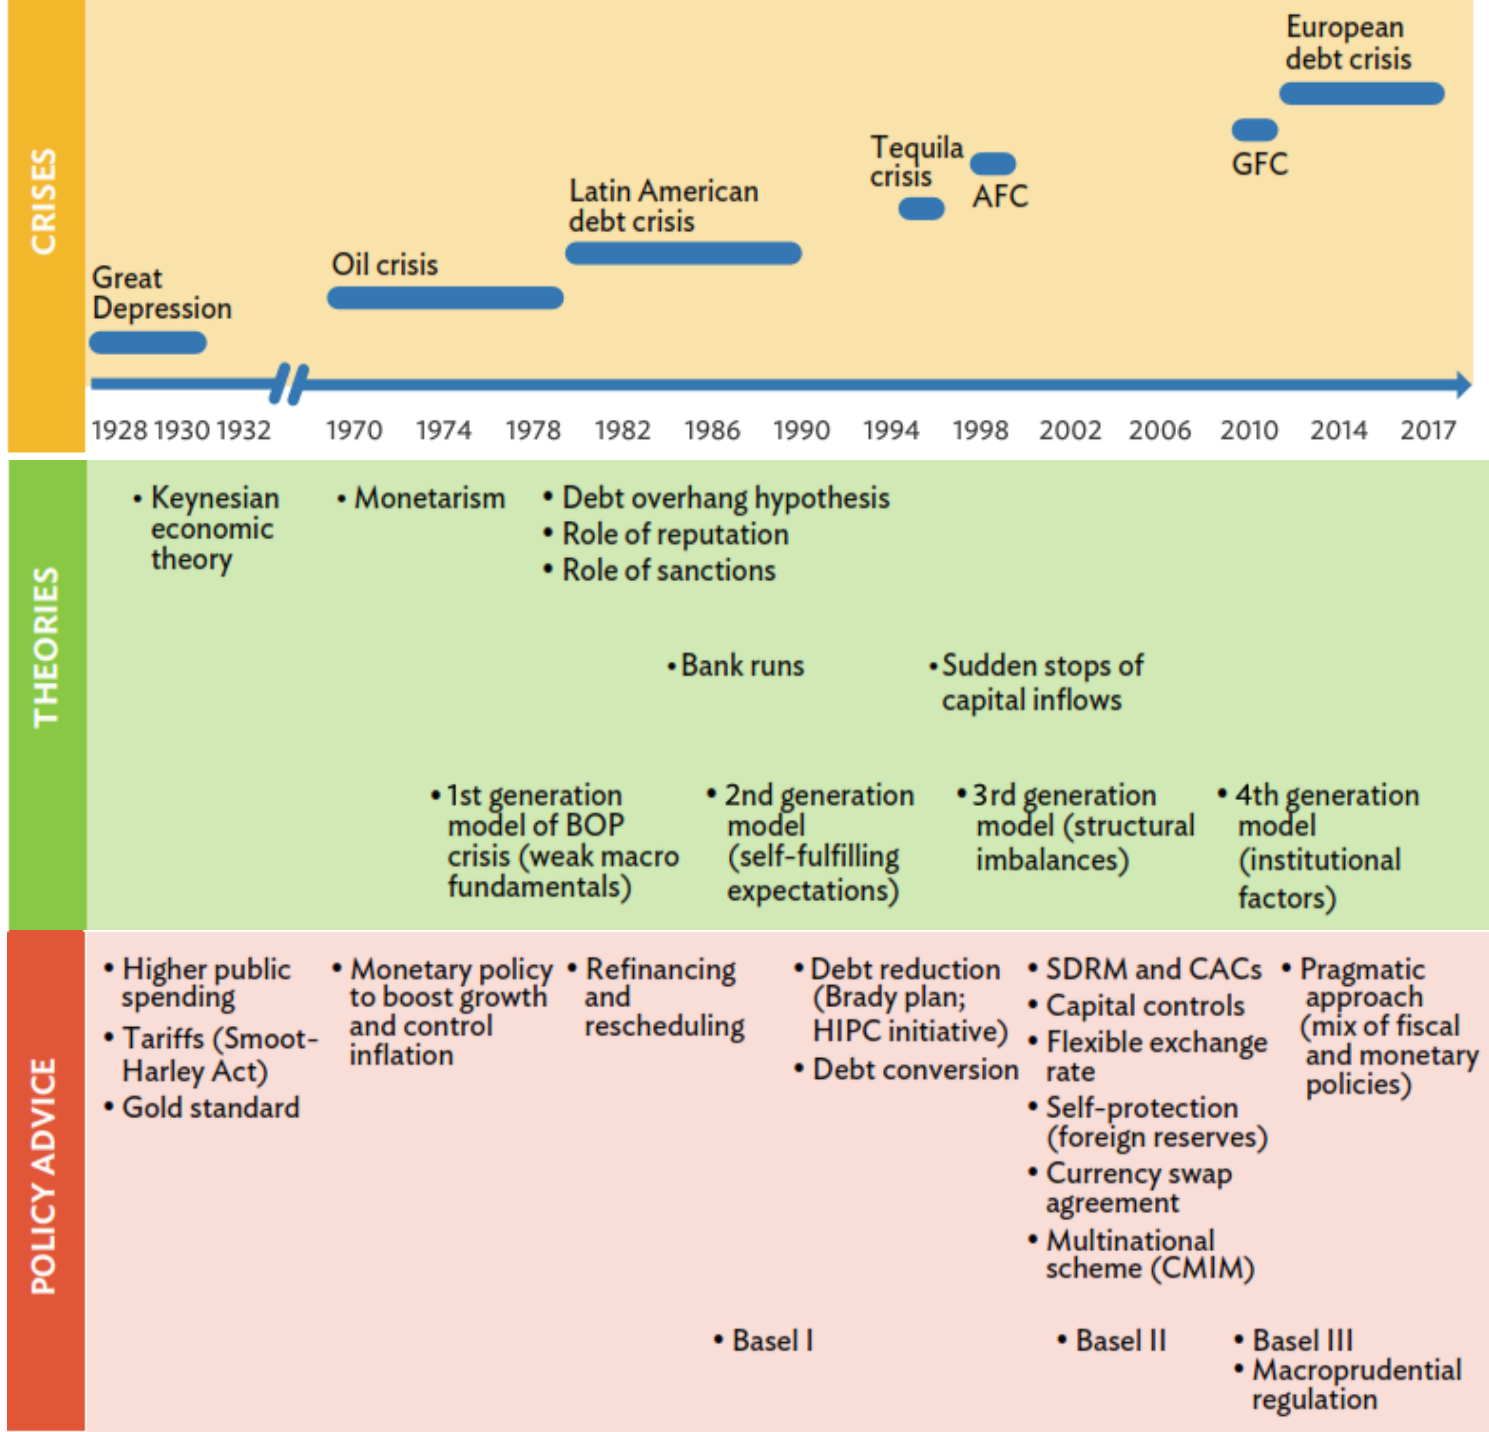 CRISES
European
debt crisis
GFC
Tequila
crisis
AFC
Latin American
debt crisis
Oil crisis
Great
Depression
1928 1930 1932 1970 1974 1978 1982 1986 1990 1994 1998 2002 2006 2010 2014 2017
THEORIES
• Keynesian
economic
theory
• Monetarism
• Debt overhang hypothesis
• Role of reputation
• Role of sanctions
• Bank runs
• Sudden stops of
capital inflows
• 1st generation
model of BOP
crisis (weak macro
fundamentals)
• 2nd generation
model
(self-fulfilling
expectations)
• 3rd generation
model (structural
imbalances)
• 4th generation
model
(institutional
factors)
POLICY ADVICE
• Higher public
spending
• Tariffs (Smoot-
Harley Act)
• Gold standard
• Monetary policy
to boost growth
and control
inflation
• Refinancing
and
rescheduling
• Debt reduction
(Brady plan;
HIPC initiative)
• Debt conversion
• SDRM and CACs
• Capital controls
• Flexible exchange
rate
• Self-protection
(foreign reserves)
• Currency swap
agreement
• Multinational
scheme (CMIM)
• Pragmatic
approach
(mix of fiscal
and monetary
policies)
• Basel I
• Basel II
• Basel III
• Macroprudential
regulation